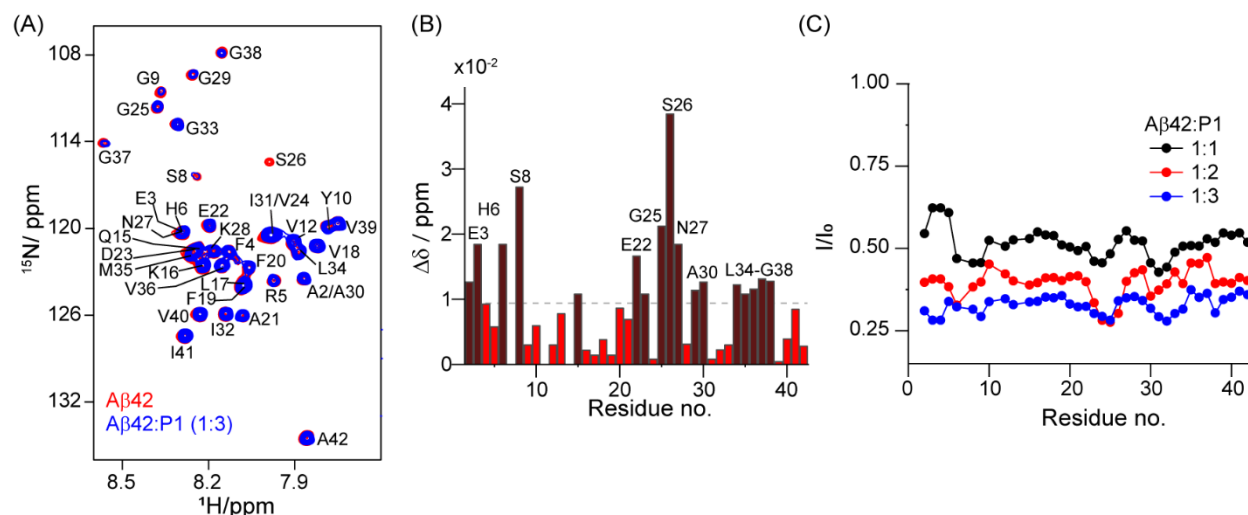 (A)
108
114
120
126
132
¹⁵N/ ppm
8.5
8.2
7.9
¹H/ppm
G38
G9
G29
G25
G33
G37
S26
S8
E3
H6
N27
E22
I31/V24
Y10
Q15
K28
V12
V39
D23
F4
V18
M35
F20
L34
K16
V36
L17
R5
A2/A30
F19
V40
I32
A21
I41
A42
Aβ42
Aβ42:P1 (1:3)
(B)
x10⁻²
4
2
0
Δδ / ppm
10
20
30
40
Residue no.
E3
H6
S8
E22
G25
S26
N27
A30
L34-G38
(C)
1.00
0.75
0.50
0.25
I/I₀
0
10
20
30
40
Residue no.
Aβ42:P1
1:1
1:2
1:3